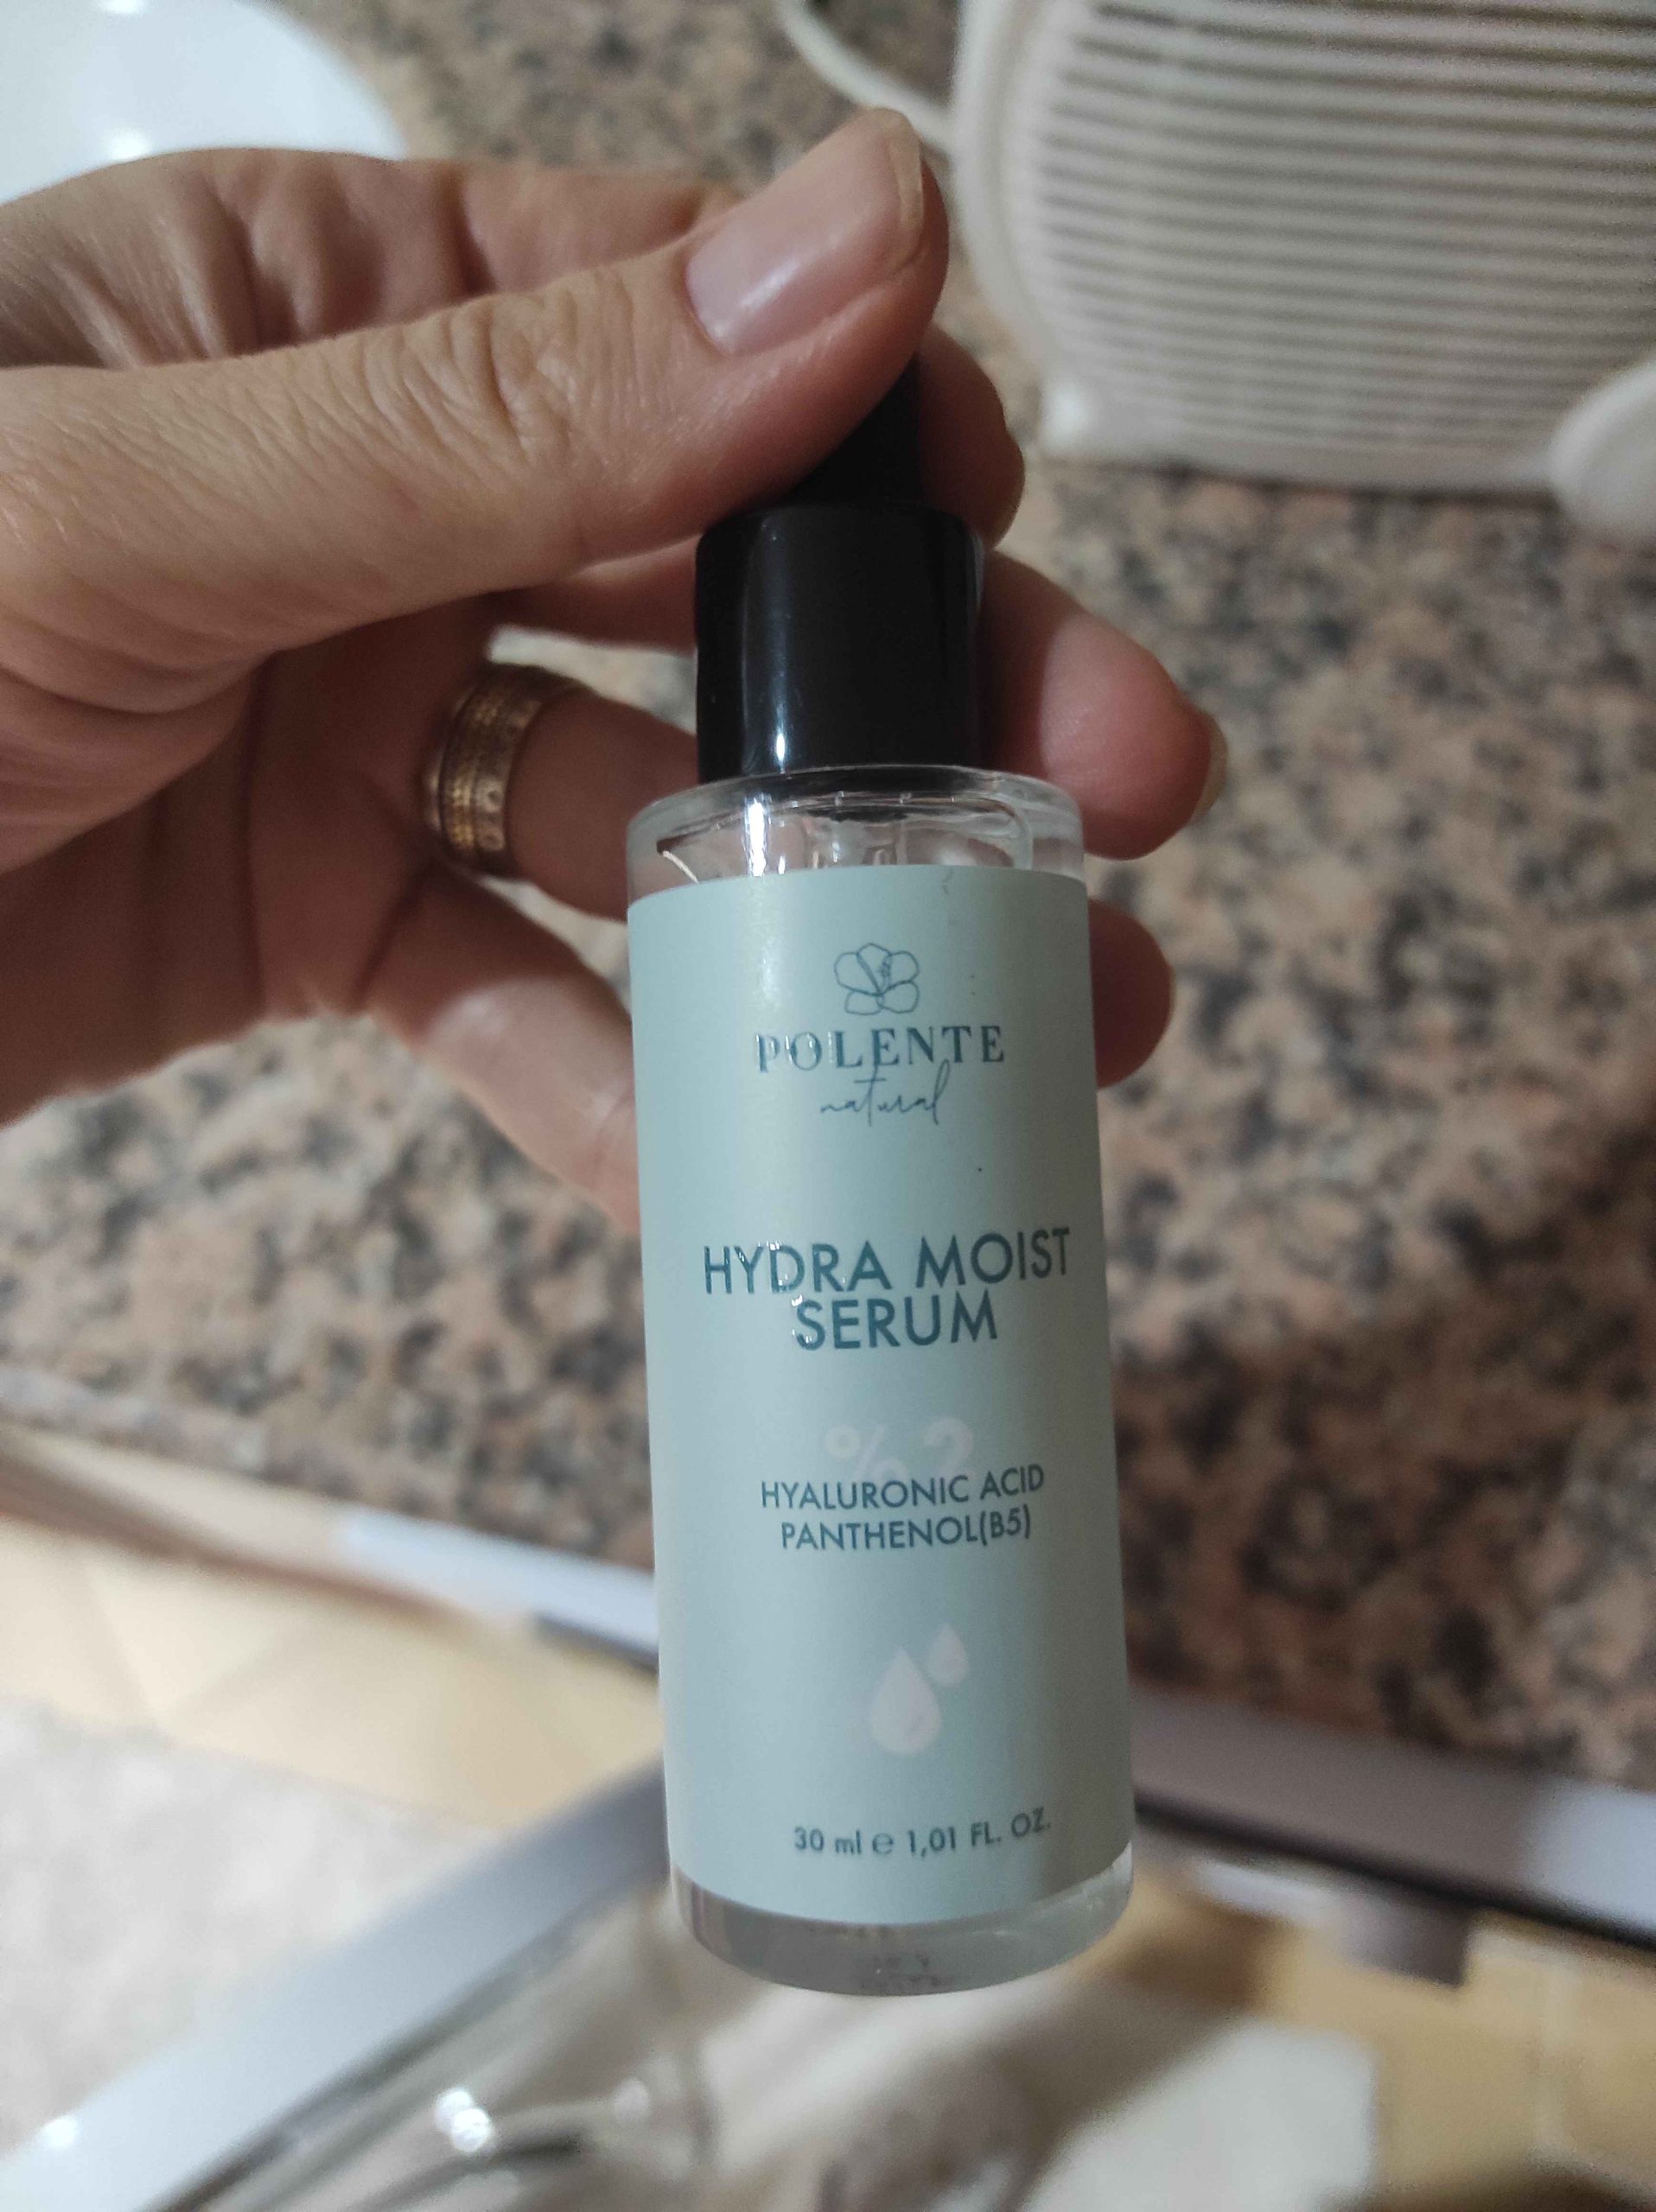 POLENTE
natural
HYDRA MOIST
SERUM
% 2
HYALURONIC ACID
PANTHENOL(B5)
30 ml e 1,01 FL. OZ.